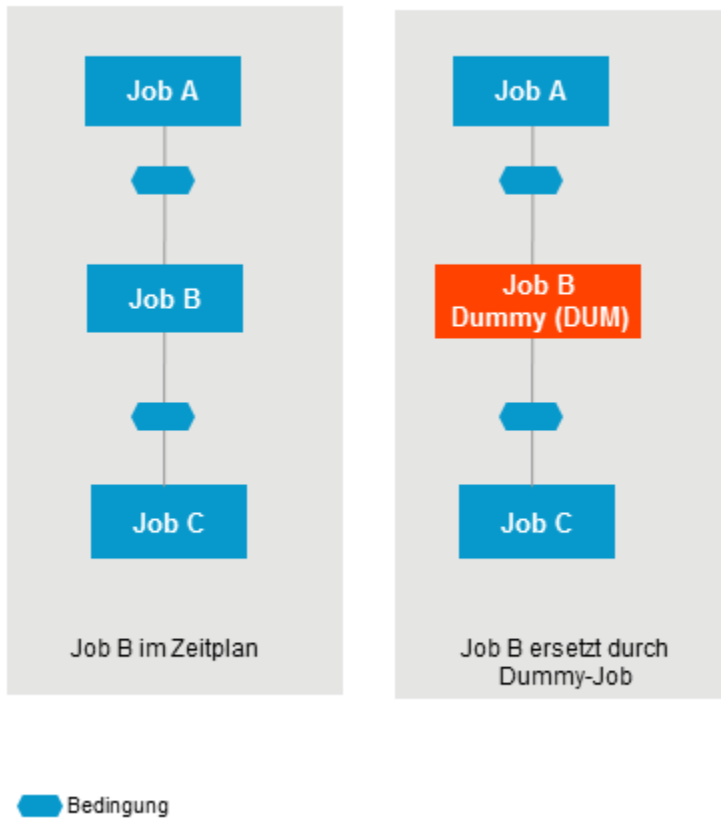 Job A
Job B
Job C
Job B im Zeitplan
Job A
Job B
Dummy (DUM)
Job C
Job B ersetzt durch
Dummy-Job
Bedingung